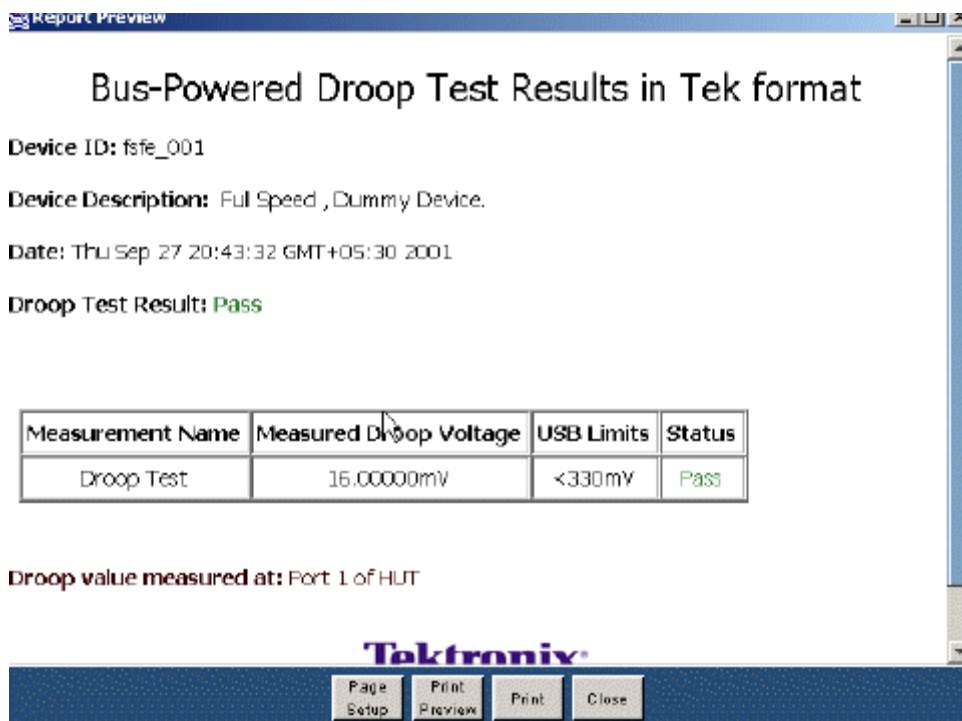 Report Preview
Bus-Powered Droop Test Results in Tek format
Device ID: fsfe_001
Device Description: Ful Speed , Dummy Device.
Date: Thu Sep 27 20:43:32 GMT+05:30 2001
Droop Test Result: Pass
Measurement Name Measured Droop Voltage USB Limits Status
Droop Test 16.00000mV <330mV Pass
Droop value measured at: Port 1 of HUT
Tektronix
Page Setup Print Preview Print Close